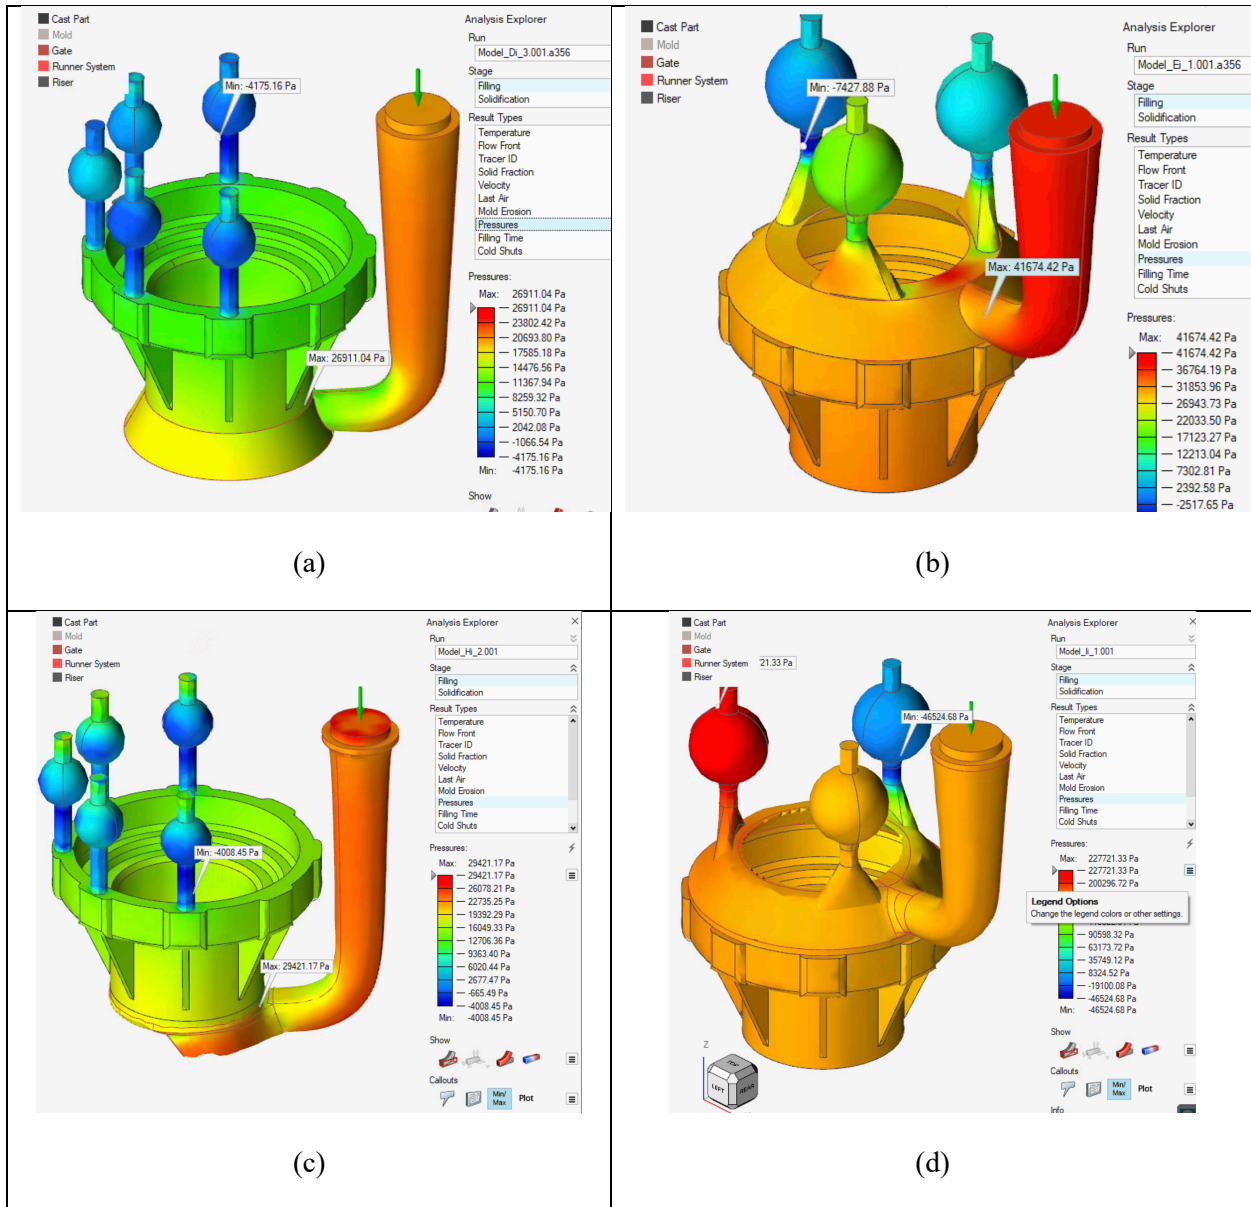 Cast Part
Mold
Gate
Runner System
Riser
Min: -4175.16 Pa
Max: 26911.04 Pa
Analysis Explorer
Run
Model_Di_3.001.a356
Stage
Filling
Solidification
Result Types
Temperature
Flow Front
Tracer ID
Solid Fraction
Velocity
Last Air
Mold Erosion
Pressures
Filling Time
Cold Shuts
Pressures:
Max: 26911.04 Pa
26911.04 Pa
23802.42 Pa
20693.80 Pa
17585.18 Pa
14476.56 Pa
11367.94 Pa
8259.32 Pa
5150.70 Pa
2042.08 Pa
-1066.54 Pa
-4175.16 Pa
Min: -4175.16 Pa
Show
(a)
Cast Part
Mold
Gate
Runner System
Riser
Min: -7427.88 Pa
Max: 41674.42 Pa
Analysis Explorer
Run
Model_Ei_1.001.a356
Stage
Filling
Solidification
Result Types
Temperature
Flow Front
Tracer ID
Solid Fraction
Velocity
Last Air
Mold Erosion
Pressures
Filling Time
Cold Shuts
Pressures:
Max: 41674.42 Pa
41674.42 Pa
36764.19 Pa
31853.96 Pa
26943.73 Pa
22033.50 Pa
17123.27 Pa
12213.04 Pa
7302.81 Pa
2392.58 Pa
-2517.65 Pa
(b)
Cast Part
Mold
Gate
Runner System
Riser
Min: -4008.45 Pa
Max: 29421.17 Pa
Analysis Explorer
Run
Model_Hi_2.001
Stage
Filling
Solidification
Result Types
Temperature
Flow Front
Tracer ID
Solid Fraction
Velocity
Last Air
Mold Erosion
Pressures
Filling Time
Cold Shuts
Pressures:
Max: 29421.17 Pa
29421.17 Pa
26078.21 Pa
22735.25 Pa
19392.29 Pa
16049.33 Pa
12706.36 Pa
9363.40 Pa
6020.44 Pa
2677.47 Pa
-665.49 Pa
-4008.45 Pa
Min: -4008.45 Pa
Show
Callouts
Min/
Max
Plot
(c)
Cast Part
Mold
Gate
Runner System
Riser
21.33 Pa
Min: -46524.68 Pa
TOP
LEFT
REAR
Z
Analysis Explorer
Run
Model_Ii_1.001
Stage
Filling
Solidification
Result Types
Temperature
Flow Front
Tracer ID
Solid Fraction
Velocity
Last Air
Mold Erosion
Pressures
Filling Time
Cold Shuts
Pressures:
Max: 227721.33 Pa
227721.33 Pa
200296.72 Pa
Legend Options
Change the legend colors or other settings.
90598.32 Pa
63173.72 Pa
35749.12 Pa
8324.52 Pa
-19100.08 Pa
-46524.68 Pa
Min: -46524.68 Pa
Show
Callouts
Min/
Max
Plot
Info
(d)